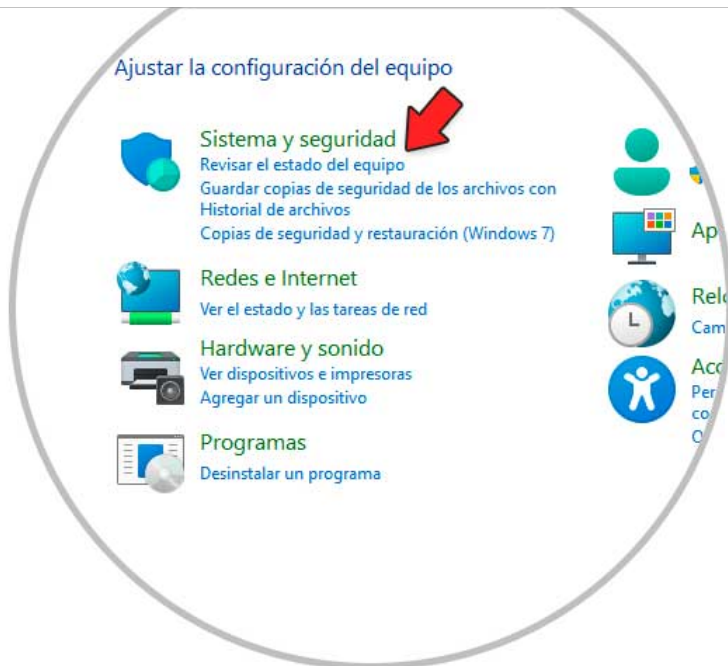 Ajustar la configuración del equipo
Sistema y seguridad
Revisar el estado del equipo
Guardar copias de seguridad de los archivos con
Historial de archivos
Copias de seguridad y restauración (Windows 7)
Redes e Internet
Ver el estado y las tareas de red
Hardware y sonido
Ver dispositivos e impresoras
Agregar un dispositivo
Programas
Desinstalar un programa